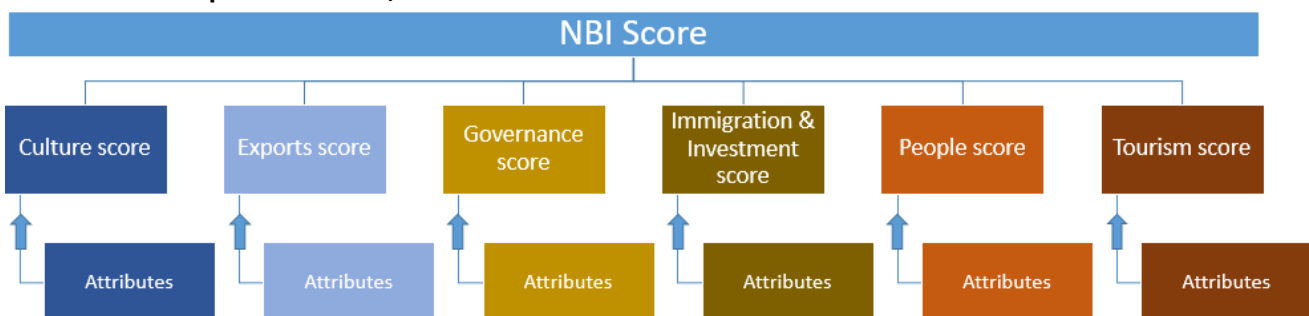 NBI Score
Culture score
Exports score
Governance
score
Immigration &
Investment
score
People score
Tourism score
Attributes
Attributes
Attributes
Attributes
Attributes
Attributes